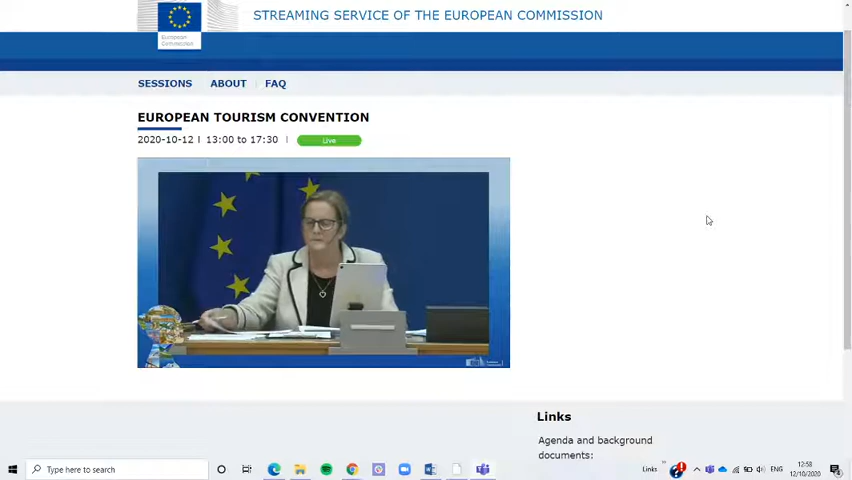 STREAMING SERVICE OF THE EUROPEAN COMMISSION
European
Commission
SESSIONS ABOUT FAQ
EUROPEAN TOURISM CONVENTION
2020-10-12 | 13:00 to 17:30 | Live
Links
Agenda and background
documents:
Type here to search
Links
ENG
12:58
12/10/2020